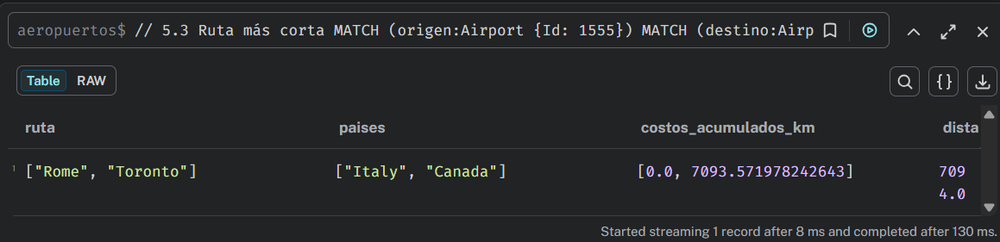 aeropuertos$ // 5.3 Ruta más corta MATCH (origen:Airport {Id: 1555}) MATCH (destino:Airp
Table RAW
{}
ruta paises costos_acumulados_km dista
1 ["Rome", "Toronto"] ["Italy", "Canada"] [0.0, 7093.571978242643] 709
4.0
Started streaming 1 record after 8 ms and completed after 130 ms.